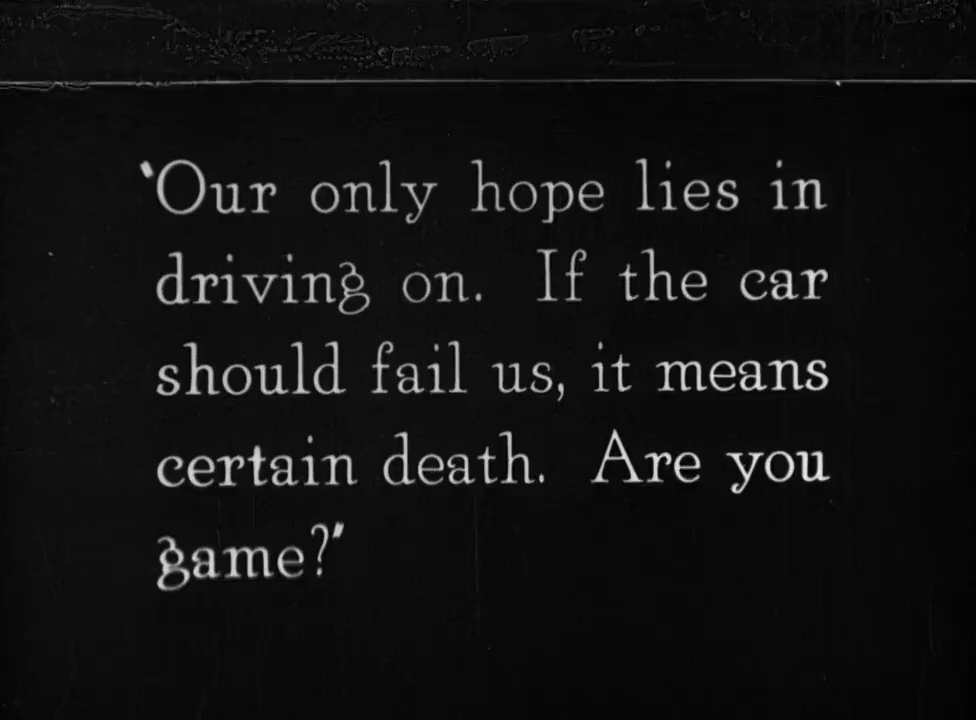 "Our only hope lies in
driving on. If the car
should fail us, it means
certain death. Are you
game?"